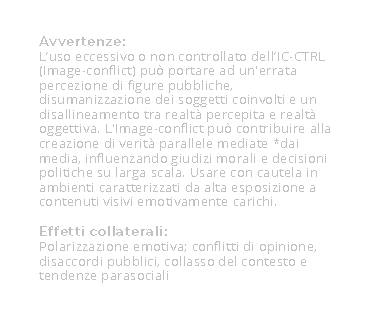 Avvertenze:
L'uso eccessivo o non controllato dell'IC-CTRL
(Image-conflict) può portare ad un'errata
percezione di figure pubbliche,
disumanizzazione dei soggetti coinvolti e un
disallineamento tra realtà percepita e realtà
oggettiva. L'Image-conflict può contribuire alla
creazione di verità parallele mediate *dai
media, influenzando giudizi morali e decisioni
politiche su larga scala. Usare con cautela in
ambienti caratterizzati da alta esposizione a
contenuti visivi emotivamente carichi.

Effetti collaterali:
Polarizzazione emotiva; conflitti di opinione,
disaccordi pubblici, collasso del contesto e
tendenze parasociali